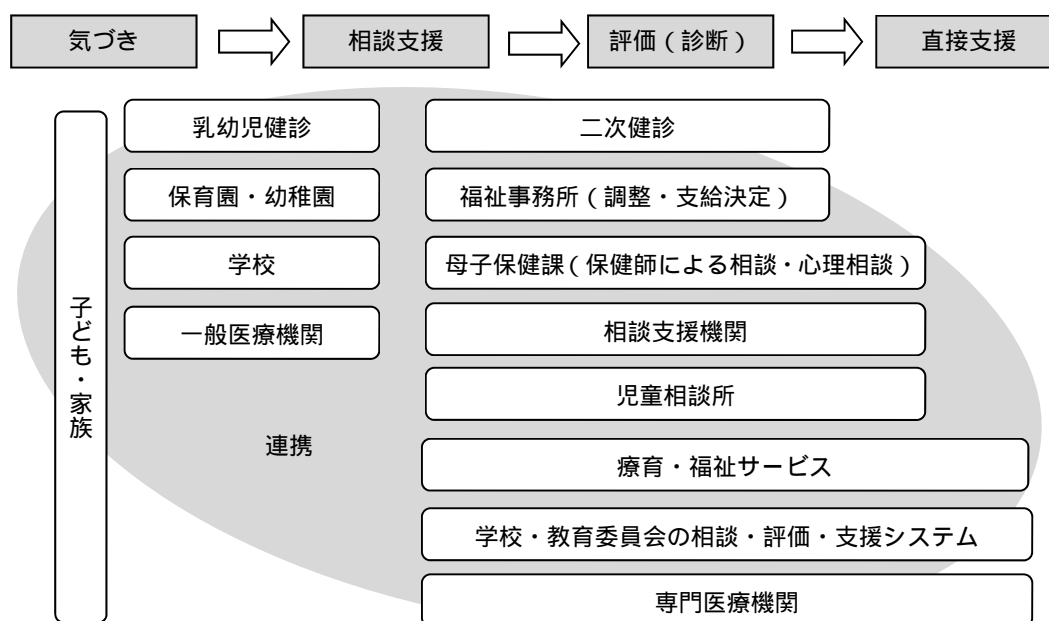 気づき
相談支援
評価（診断）
直接支援
子ども・家族
乳幼児健診
二次健診
保育園・幼稚園
福祉事務所（調整・支給決定）
学校
母子保健課（保健師による相談・心理相談）
一般医療機関
相談支援機関
児童相談所
連携
療育・福祉サービス
学校・教育委員会の相談・評価・支援システム
専門医療機関